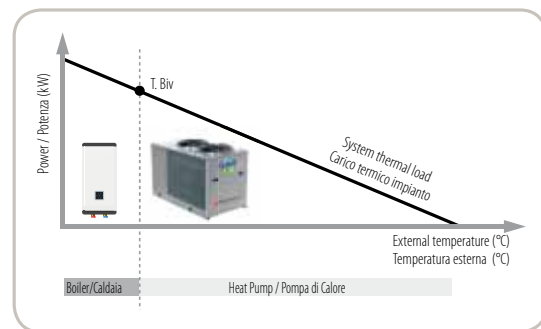 Power / Potenza (kW)
T. Biv
System thermal load
Carico termico impianto
External temperature (°C)
Temperatura esterna (°C)
Boiler/Caldaia
Heat Pump / Pompa di Calore